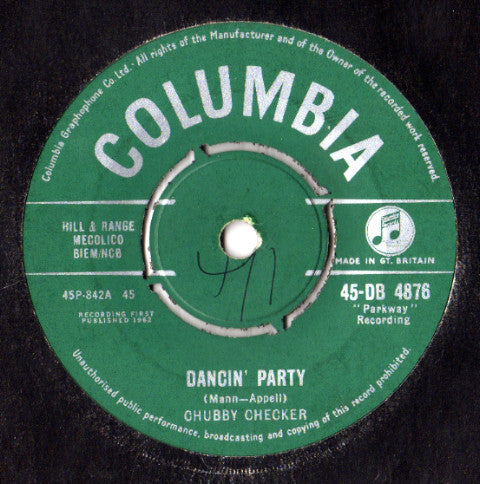 Columbia Graphophone Co. Ltd. · All rights of the Manufacturer and of the Owner of the recorded work reserved.
COLUMBIA
HILL & RANGE
MECOLICO
BIEM/NCB
MADE IN GT. BRITAIN
45P-842A 45
RECORDING FIRST
PUBLISHED 1962
45-DB 4876
"Parkway"
Recording
DANCIN' PARTY
(Mann-Appell)
CHUBBY CHECKER
Unauthorised public performance, broadcasting and copying of this record prohibited.